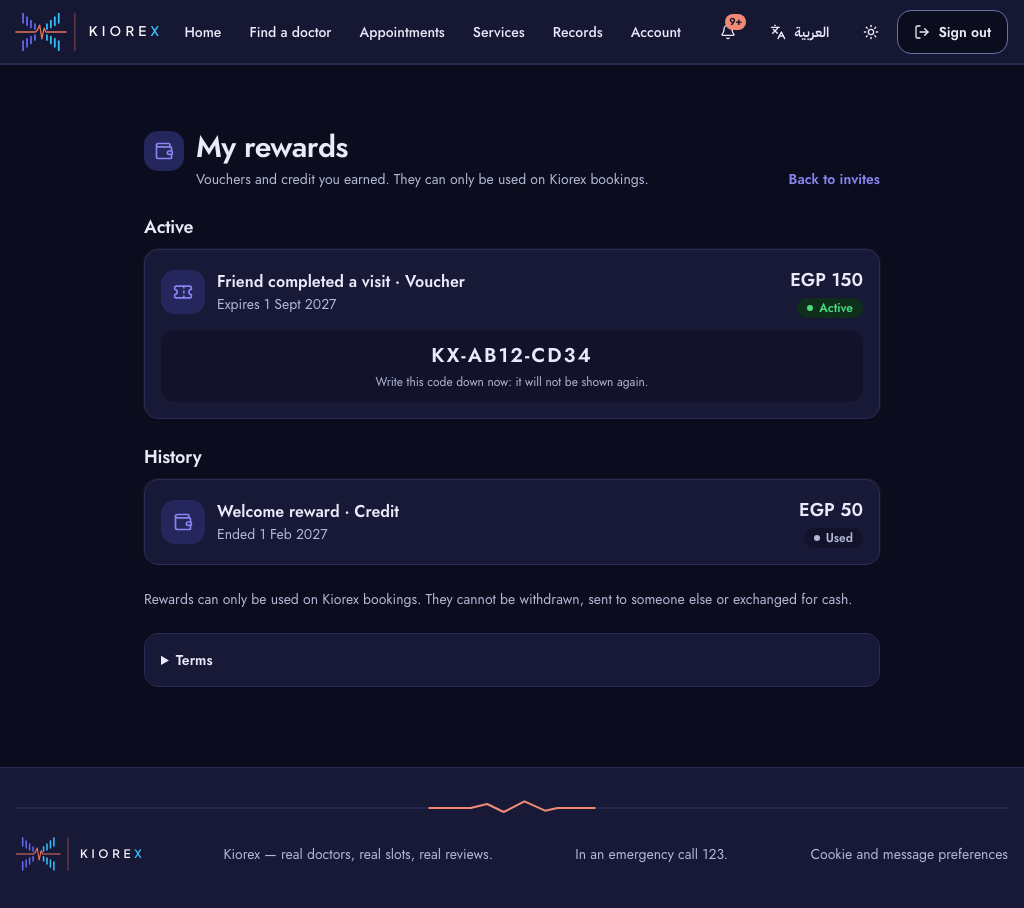 KIOREX
Home
Find a doctor
Appointments
Services
Records
Account
9+
العربية
Sign out
My rewards
Vouchers and credit you earned. They can only be used on Kiorex bookings.
Back to invites
Active
Friend completed a visit · Voucher
EGP 150
Expires 1 Sept 2027
Active
KX-AB12-CD34
Write this code down now: it will not be shown again.
History
Welcome reward · Credit
EGP 50
Ended 1 Feb 2027
Used
Rewards can only be used on Kiorex bookings. They cannot be withdrawn, sent to someone else or exchanged for cash.
Terms
KIOREX
Kiorex — real doctors, real slots, real reviews.
In an emergency call 123.
Cookie and message preferences